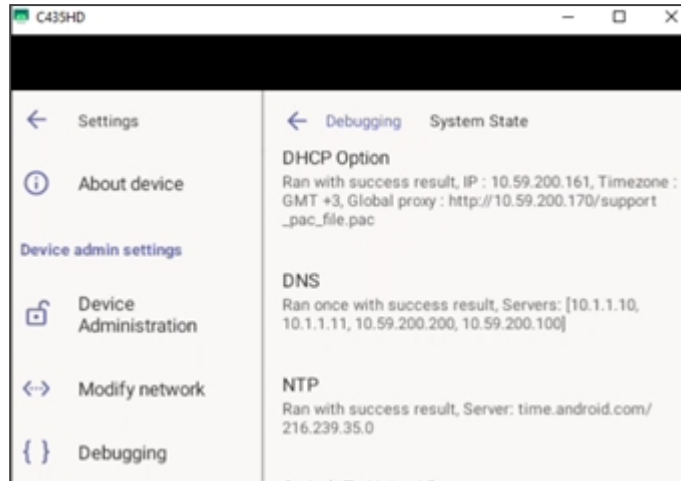 C435HD
Settings
About device
Device admin settings
Device
Administration
Modify network
Debugging
Debugging System State
DHCP Option
Ran with success result, IP : 10.59.200.161, Timezone :
GMT +3, Global proxy : http://10.59.200.170/support
_pac_file.pac
DNS
Ran once with success result, Servers: [10.1.1.10,
10.1.1.11, 10.59.200.200, 10.59.200.100]
NTP
Ran with success result, Server: time.android.com/
216.239.35.0